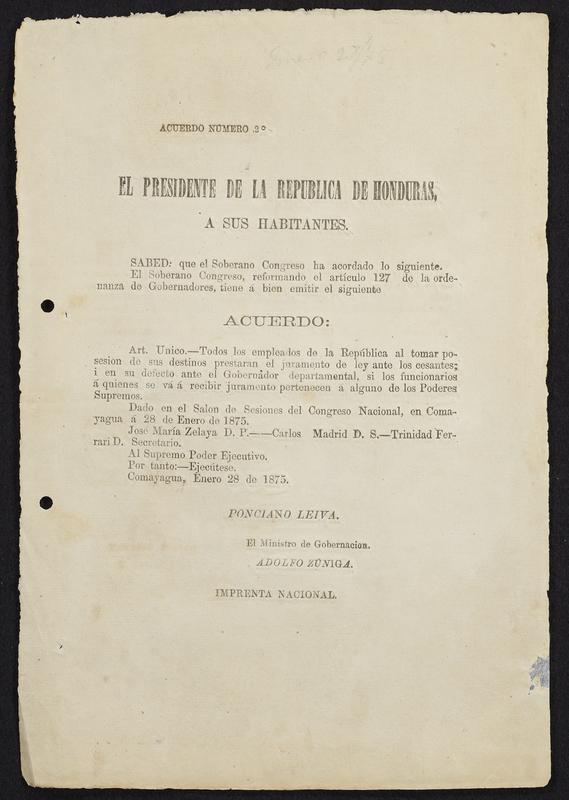 ACUERDO NUMERO 2º
EL PRESIDENTE DE LA REPUBLICA DE HONDURAS,
A SUS HABITANTES.
SABED: que el Soberano Congreso ha acordado lo siguiente.
El Soberano Congreso, reformando el artículo 127 de la orde-
nanza de Gobernadores, tiene á bien emitir el siguiente
ACUERDO:
Art. Unico.—Todos los empleados de la República al tomar po-
sesion de sus destinos prestaran el juramento de ley ante los cesantes;
i en su defecto ante el Gobernador departamental, si los funcionarios
á quienes se vá á recibir juramento pertenecen á alguno de los Poderes
Supremos.
Dado en el Salon de Sesiones del Congreso Nacional, en Coma-
yagua á 28 de Enero de 1875.
José María Zelaya D. P.——Carlos Madrid D. S.—Trinidad Fer-
rari D. Secretario.
Al Supremo Poder Ejecutivo.
Por tanto:—Ejecútese.
Comayagua, Enero 28 de 1875.
PONCIANO LEIVA.
El Ministro de Gobernacion.
ADOLFO ZÚNIGA.
IMPRENTA NACIONAL.